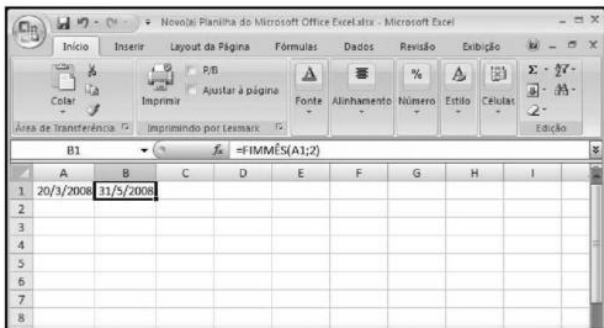 Novo(a) Planilha do Microsoft Office Excel.xlsx - Microsoft Excel
Início Inserir Layout da Página Fórmulas Dados Revisão Exibição
Colar
Área de Transferência
Imprimir
P/B
Ajustar à página
Imprimindo por Lexmark
Fonte Alinhamento Número Estilo Células
Σ
Edição
B1 fx =FIMMÊS(A1;2)
A B C D E F G H I
1 20/3/2008 31/5/2008
2
3
4
5
6
7
8